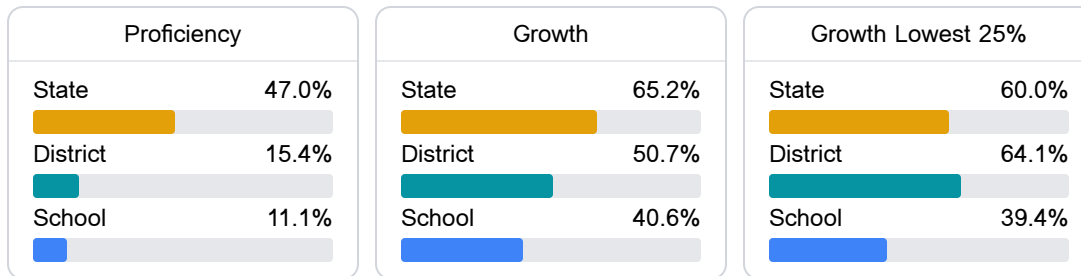 Proficiency
State 47.0%
District 15.4%
School 11.1%
Growth
State 65.2%
District 50.7%
School 40.6%
Growth Lowest 25%
State 60.0%
District 64.1%
School 39.4%